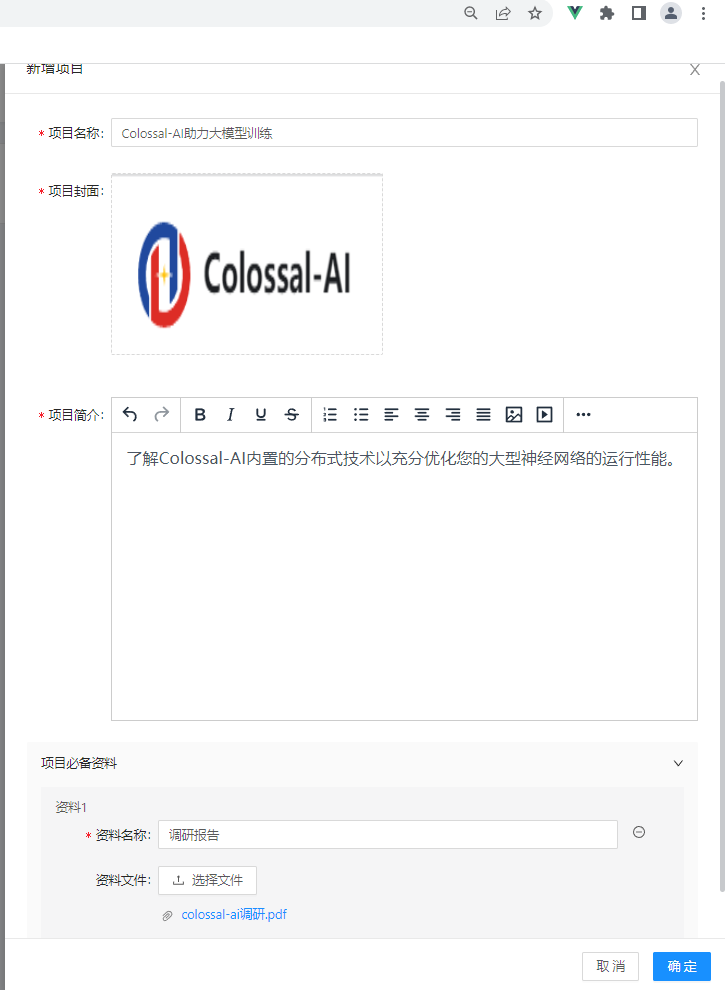 新增项目
* 项目名称: Colossal-AI助力大模型训练
* 项目封面:
Colossal-AI
* 项目简介:
B I U S
了解Colossal-AI内置的分布式技术以充分优化您的大型神经网络的运行性能。
项目必备资料
资料1
* 资料名称: 调研报告
资料文件: 选择文件
colossal-ai调研.pdf
取消 确定